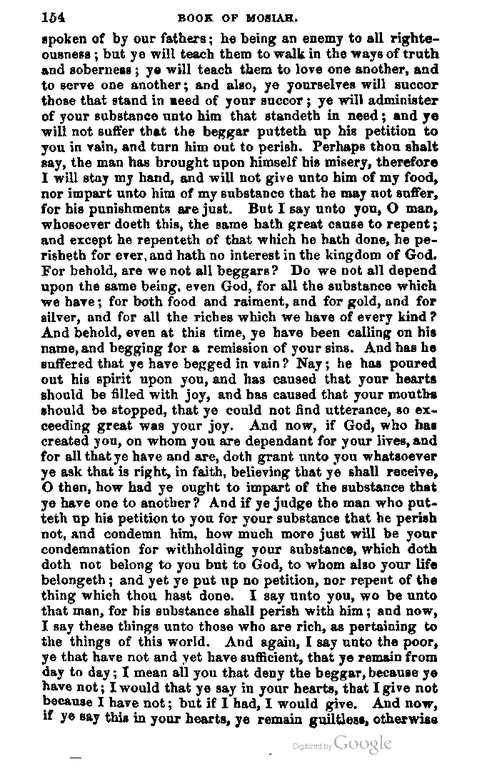 154 BOOK OF MOSIAH.
spoken of by our fathers; he being an enemy to all righte-
ousness; but ye will teach them to walk in the ways of truth
and soberness; ye will teach them to love one another, and
to serve one another; and also, ye yourselves will succor
those that stand in need of your succor; ye will administer
of your substance unto him that standeth in need; and ye
will not suffer that the beggar putteth up his petition to
you in vain, and turn him out to perish. Perhaps thou shalt
say, the man has brought upon himself his misery, therefore
I will stay my hand, and will not give unto him of my food,
nor impart unto him of my substance that he may not suffer,
for his punishments are just. But I say unto you, O man,
whosoever doeth this, the same hath great cause to repent;
and except he repenteth of that which he hath done, he pe-
risheth for ever, and hath no interest in the kingdom of God.
For behold, are we not all beggars? Do we not all depend
upon the same being, even God, for all the substance which
we have; for both food and raiment, and for gold, and for
silver, and for all the riches which we have of every kind?
And behold, even at this time, ye have been calling on his
name, and begging for a remission of your sins. And has he
suffered that ye have begged in vain? Nay; he has poured
out his spirit upon you, and has caused that your hearts
should be filled with joy, and has caused that your mouths
should be stopped, that ye could not find utterance, so ex-
ceeding great was your joy. And now, if God, who has
created you, on whom you are dependant for your lives, and
for all that ye have and are, doth grant unto you whatsoever
ye ask that is right, in faith, believing that ye shall receive,
O then, how had ye ought to impart of the substance that
ye have one to another? And if ye judge the man who put-
teth up his petition to you for your substance that he perish
not, and condemn him, how much more just will be your
condemnation for withholding your substance, which doth
doth not belong to you but to God, to whom also your life
belongeth; and yet ye put up no petition, nor repent of the
thing which thou hast done. I say unto you, wo be unto
that man, for his substance shall perish with him; and now,
I say these things unto those who are rich, as pertaining to
the things of this world. And again, I say unto the poor,
ye that have not and yet have sufficient, that ye remain from
day to day; I mean all you that deny the beggar, because ye
have not; I would that ye say in your hearts, that I give not
because I have not; but if I had, I would give. And now,
if ye say this in your hearts, ye remain guiltless, otherwise
Digitized by Google